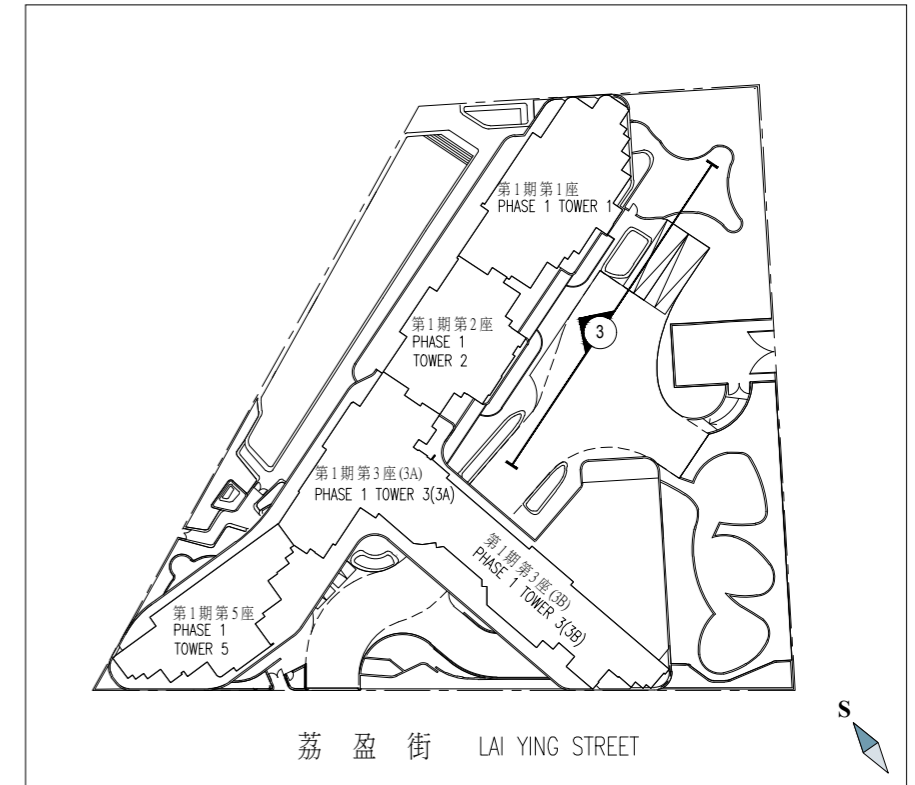 第1期第1座
PHASE 1 TOWER 1
3
第1期第2座
PHASE 1
TOWER 2
第1期第3座(3A)
PHASE 1 TOWER 3(3A)
第1期第3座(3B)
PHASE 1 TOWER 3(3B)
第1期第5座
PHASE 1
TOWER 5
荔盈街 LAI YING STREET
S